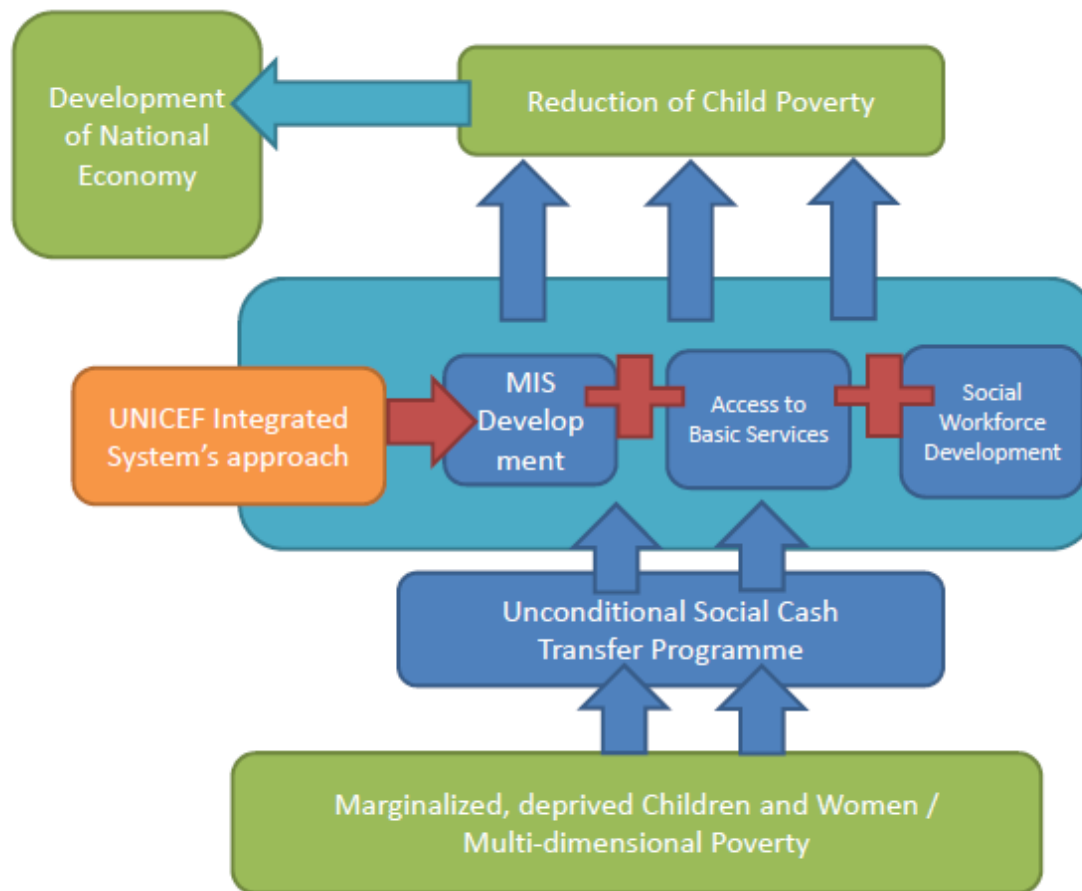 Development
of National
Economy
Reduction of Child Poverty
UNICEF Integrated
System’s approach
MIS
Develop
ment
Access to
Basic Services
Social
Workforce
Development
Unconditional Social Cash
Transfer Programme
Marginalized, deprived Children and Women /
Multi-dimensional Poverty